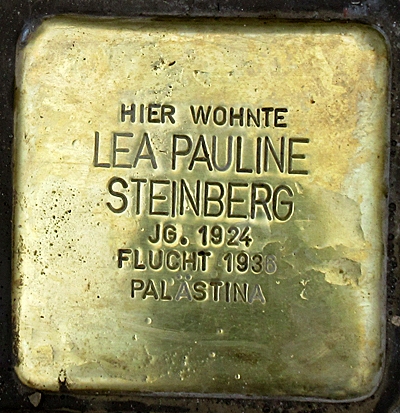 HIER WOHNTE
LEA PAULINE
STEINBERG
JG. 1924
FLUCHT 1936
PALÄSTINA